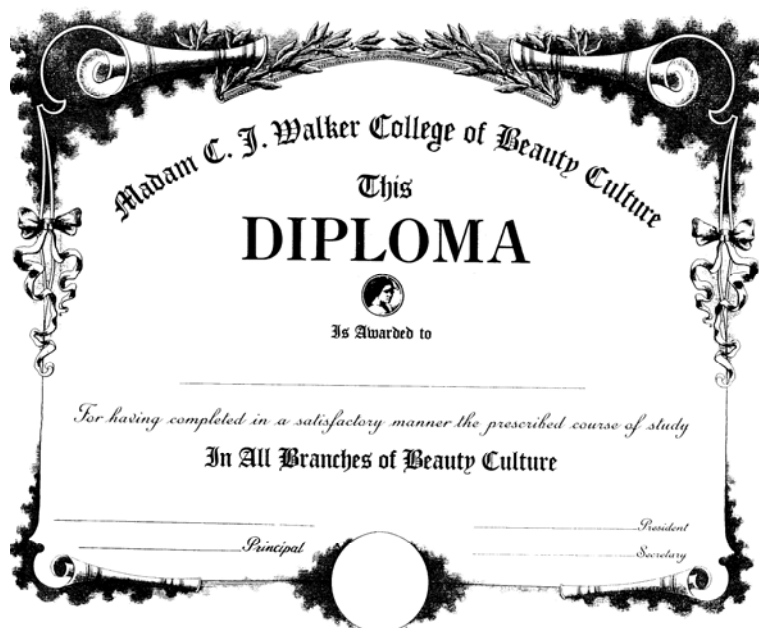 Madam C. J. Walker College of Beauty Culture
This
DIPLOMA
Is Awarded to
For having completed in a satisfactory manner the prescribed course of study
In All Branches of Beauty Culture
President
Principal
Secretary